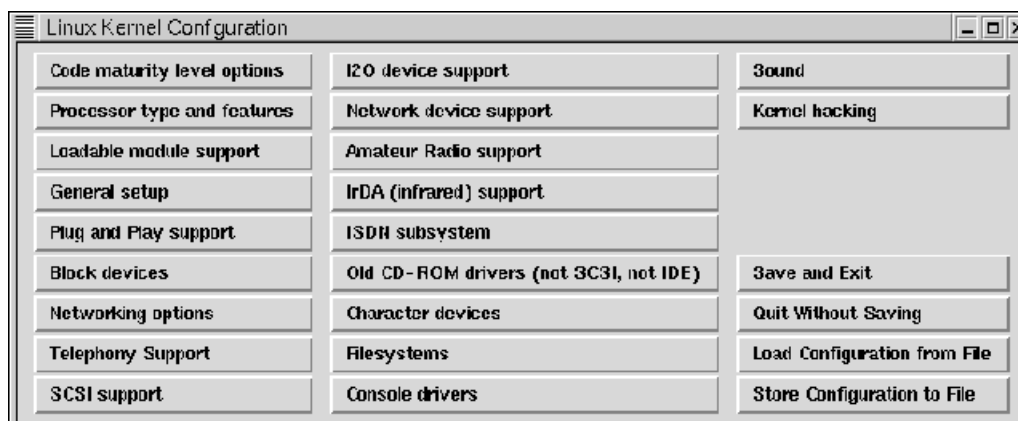 Linux Kernel Configuration
Code maturity level options
Processor type and features
Loadable module support
General setup
Plug and Play support
Block devices
Networking options
Telephony Support
SCSI support
I2O device support
Network device support
Amateur Radio support
IrDA (infrared) support
ISDN subsystem
Old CD-ROM drivers (not SCSI, not IDE)
Character devices
Filesystems
Console drivers
Sound
Kernel hacking
Save and Exit
Quit Without Saving
Load Configuration from File
Store Configuration to File